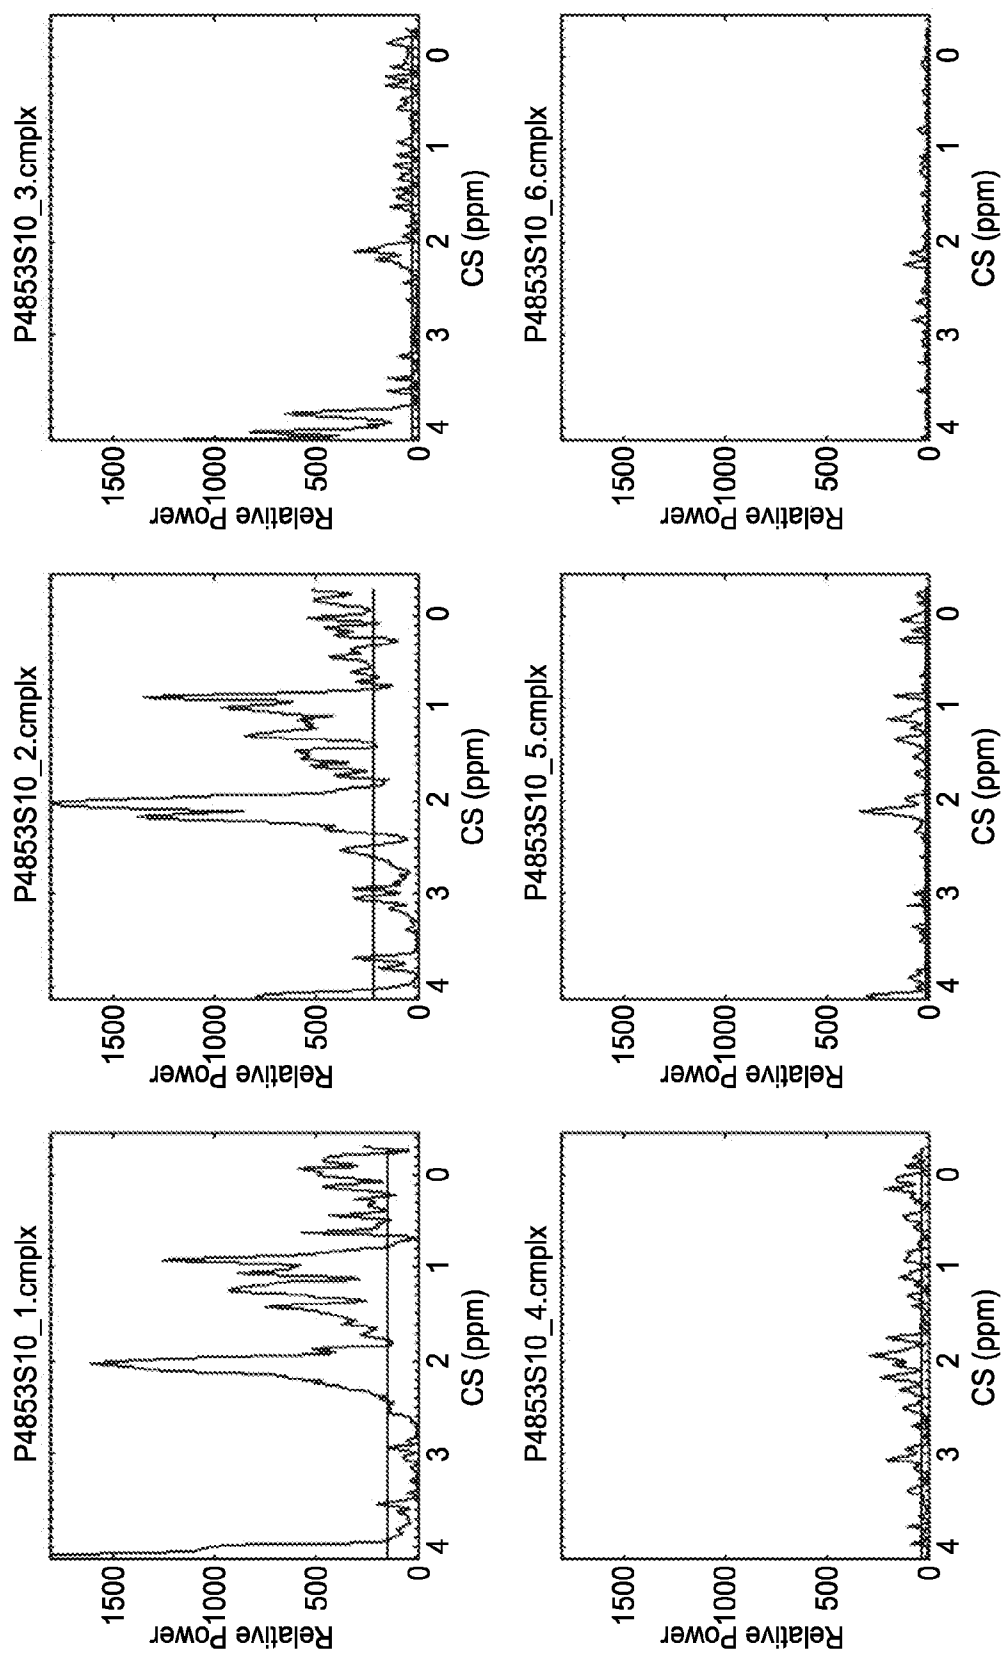 P4853S10_1.cmplx
Relative Power
1500
1000
500
0
4 3 2 1 0
CS (ppm)
P4853S10_2.cmplx
Relative Power
1500
1000
500
0
4 3 2 1 0
CS (ppm)
P4853S10_3.cmplx
Relative Power
1500
1000
500
0
4 3 2 1 0
CS (ppm)
P4853S10_4.cmplx
Relative Power
1500
1000
500
0
4 3 2 1 0
CS (ppm)
P4853S10_5.cmplx
Relative Power
1500
1000
500
0
4 3 2 1 0
CS (ppm)
P4853S10_6.cmplx
Relative Power
1500
1000
500
0
4 3 2 1 0
CS (ppm)